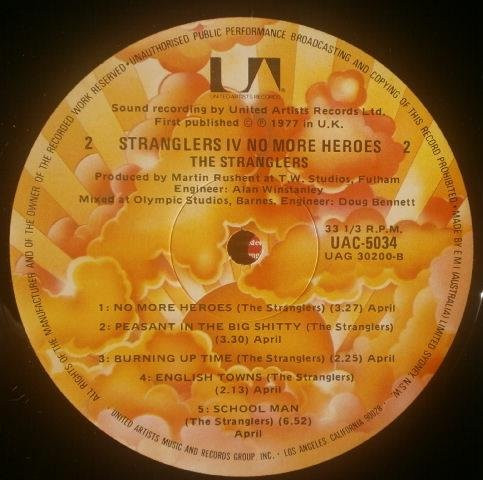 ALL RIGHTS OF THE MANUFACTURER AND OF THE OWNER OF THE RECORDED WORK RESERVED • UNAUTHORISED PUBLIC PERFORMANCE BROADCASTING AND COPYING OF THIS RECORD PROHIBITED • MADE BY E M I (AUSTRALIA) LIMITED SYDNEY N.S.W.
UA
UNITED ARTISTS RECORDS
Sound recording by United Artists Records Ltd.
First published © ℗ 1977 in U.K.
2 STRANGLERS IV NO MORE HEROES 2
THE STRANGLERS
Produced by Martin Rushent at T.W. Studios, Fulham
Engineer: Alan Winstanley
Mixed at Olympic Studios, Barnes, Engineer: Doug Bennett
33 1/3 R.P.M.
UAC-5034
UAG 30200-B
1: NO MORE HEROES (The Stranglers) (3.27) April
2: PEASANT IN THE BIG SHITTY (The Stranglers)
(3.30) April
3: BURNING UP TIME (The Stranglers) (2.25) April
4: ENGLISH TOWNS (The Stranglers)
(2.13) April
5: SCHOOL MAN
(The Stranglers) (6.52)
April
•UNITED ARTISTS MUSIC AND RECORDS GROUP, INC. • LOS ANGELES, CALIFORNIA 90028•